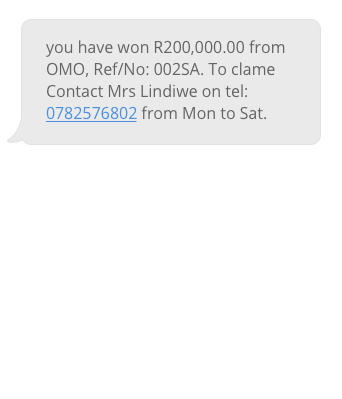 you have won R200,000.00 from
OMO, Ref/No: 002SA. To clame
Contact Mrs Lindiwe on tel:
0782576802 from Mon to Sat.